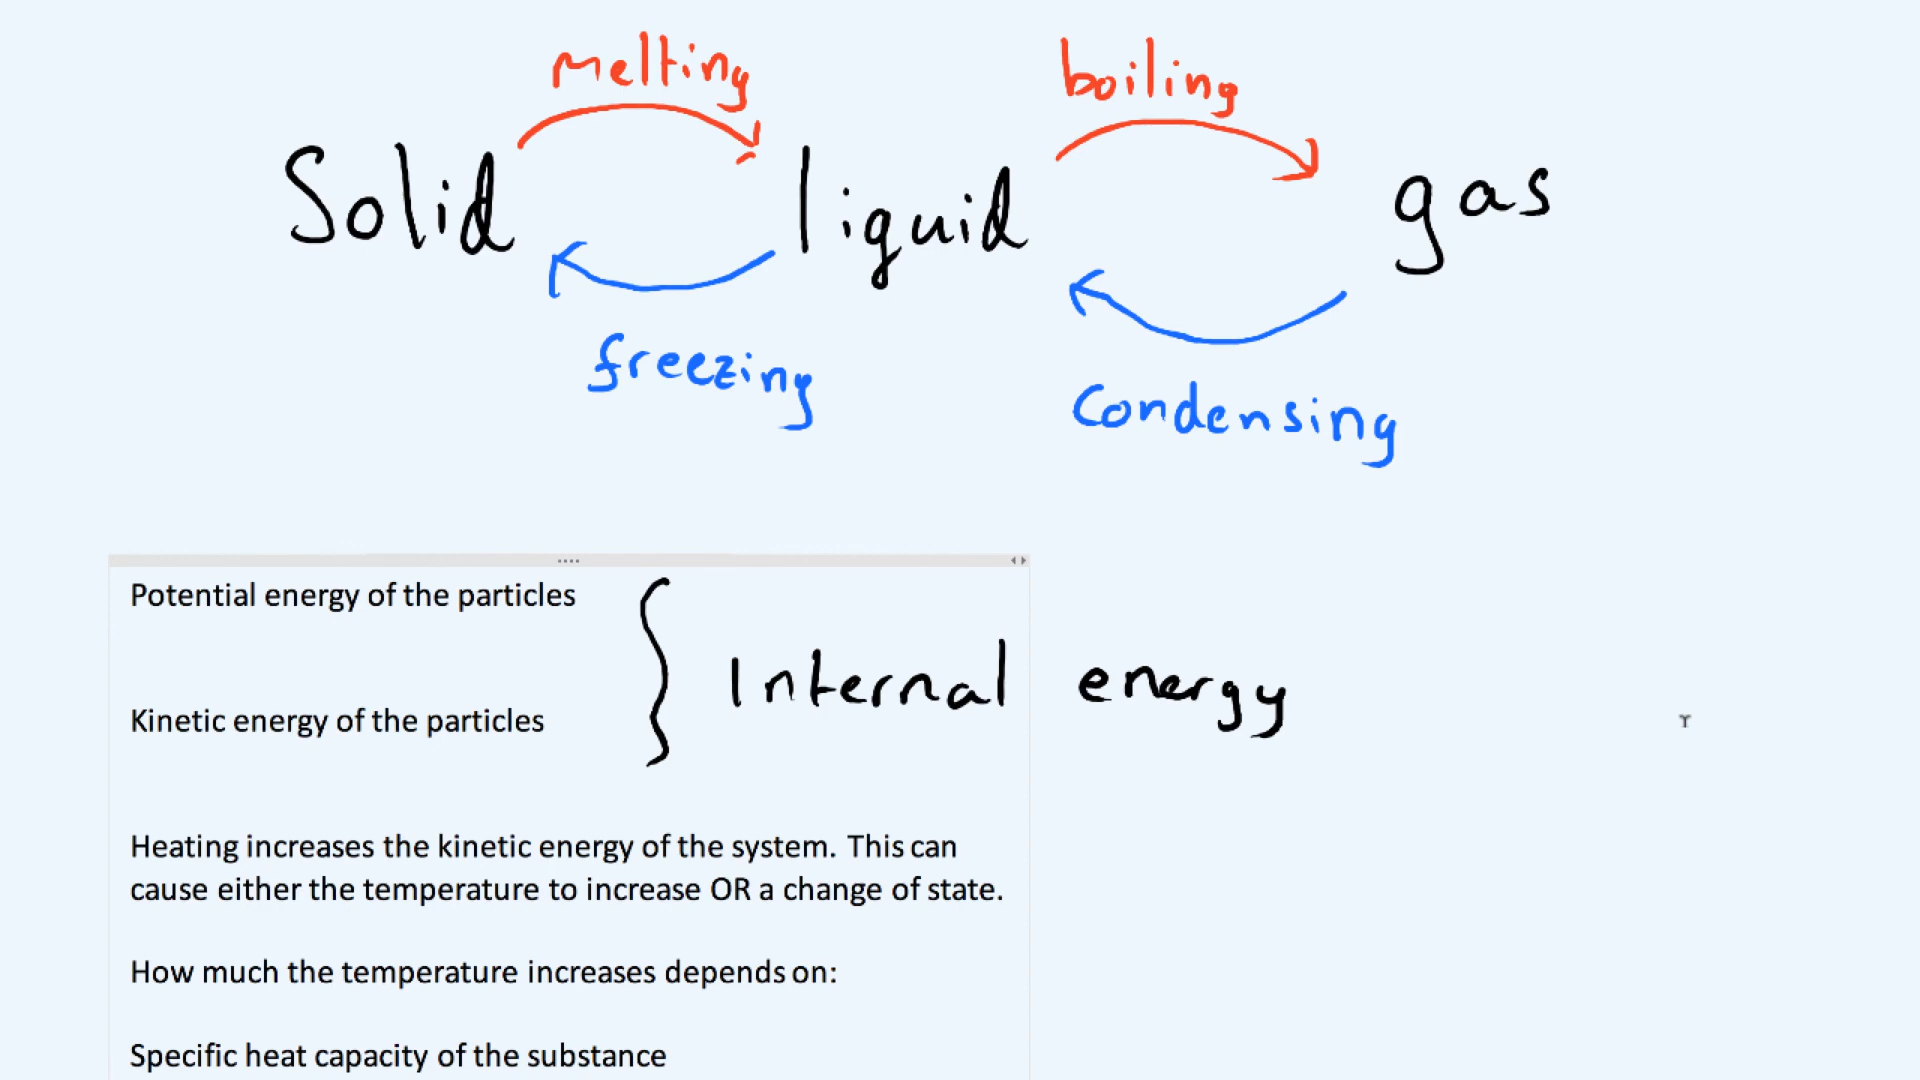 melting boiling
Solid liquid gas
freezing condensing
Potential energy of the particles
Internal energy
Kinetic energy of the particles
Heating increases the kinetic energy of the system. This can
cause either the temperature to increase OR a change of state.
How much the temperature increases depends on:
Specific heat capacity of the substance